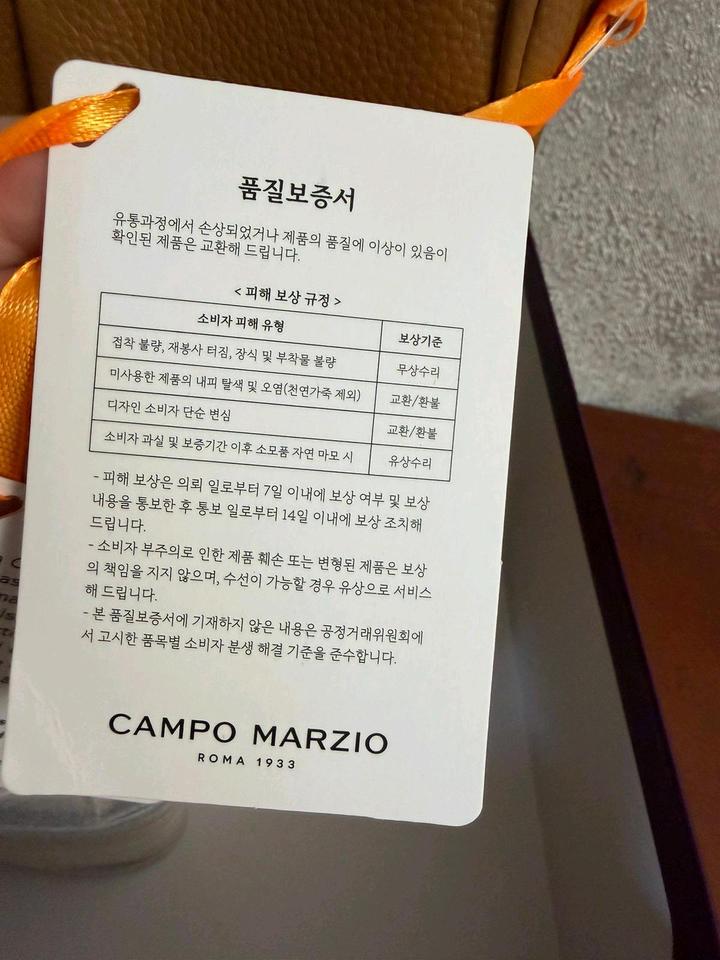 품질보증서
유통과정에서 손상되었거나 제품의 품질에 이상이 있음이
확인된 제품은 교환해 드립니다.
< 피해 보상 규정 >
소비자 피해 유형 보상기준
접착 불량, 재봉사 터짐, 장식 및 부착물 불량 무상수리
미사용한 제품의 내피 탈색 및 오염(천연가죽 제외) 교환/환불
디자인 소비자 단순 변심 교환/환불
소비자 과실 및 보증기간 이후 소모품 자연 마모 시 유상수리
- 피해 보상은 의뢰 일로부터 7일 이내에 보상 여부 및 보상
내용을 통보한 후 통보 일로부터 14일 이내에 보상 조치해
드립니다.
- 소비자 부주의로 인한 제품 훼손 또는 변형된 제품은 보상
의 책임을 지지 않으며, 수선이 가능할 경우 유상으로 서비스
해 드립니다.
- 본 품질보증서에 기재하지 않은 내용은 공정거래위원회에
서 고시한 품목별 소비자 분쟁 해결 기준을 준수합니다.
CAMPO MARZIO
ROMA 1933